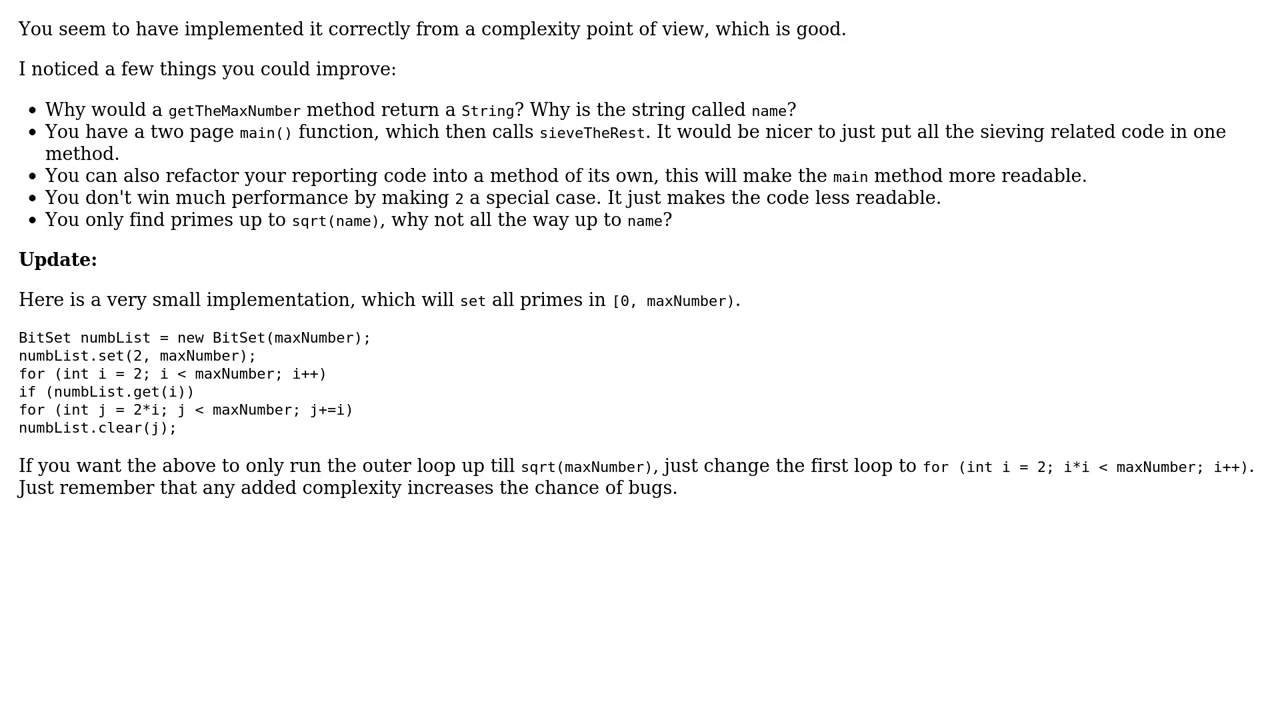 You seem to have implemented it correctly from a complexity point of view, which is good.
I noticed a few things you could improve:
• Why would a getTheMaxNumber method return a String? Why is the string called name?
• You have a two page main() function, which then calls sieveTheRest. It would be nicer to just put all the sieving related code in one
method.
• You can also refactor your reporting code into a method of its own, this will make the main method more readable.
• You don't win much performance by making 2 a special case. It just makes the code less readable.
• You only find primes up to sqrt(name), why not all the way up to name?
Update:
Here is a very small implementation, which will set all primes in [0, maxNumber).
BitSet numbList = new BitSet(maxNumber);
numbList.set(2, maxNumber);
for (int i = 2; i < maxNumber; i++)
if (numbList.get(i))
for (int j = 2*i; j < maxNumber; j+=i)
numbList.clear(j);
If you want the above to only run the outer loop up till sqrt(maxNumber), just change the first loop to for (int i = 2; i*i < maxNumber; i++).
Just remember that any added complexity increases the chance of bugs.